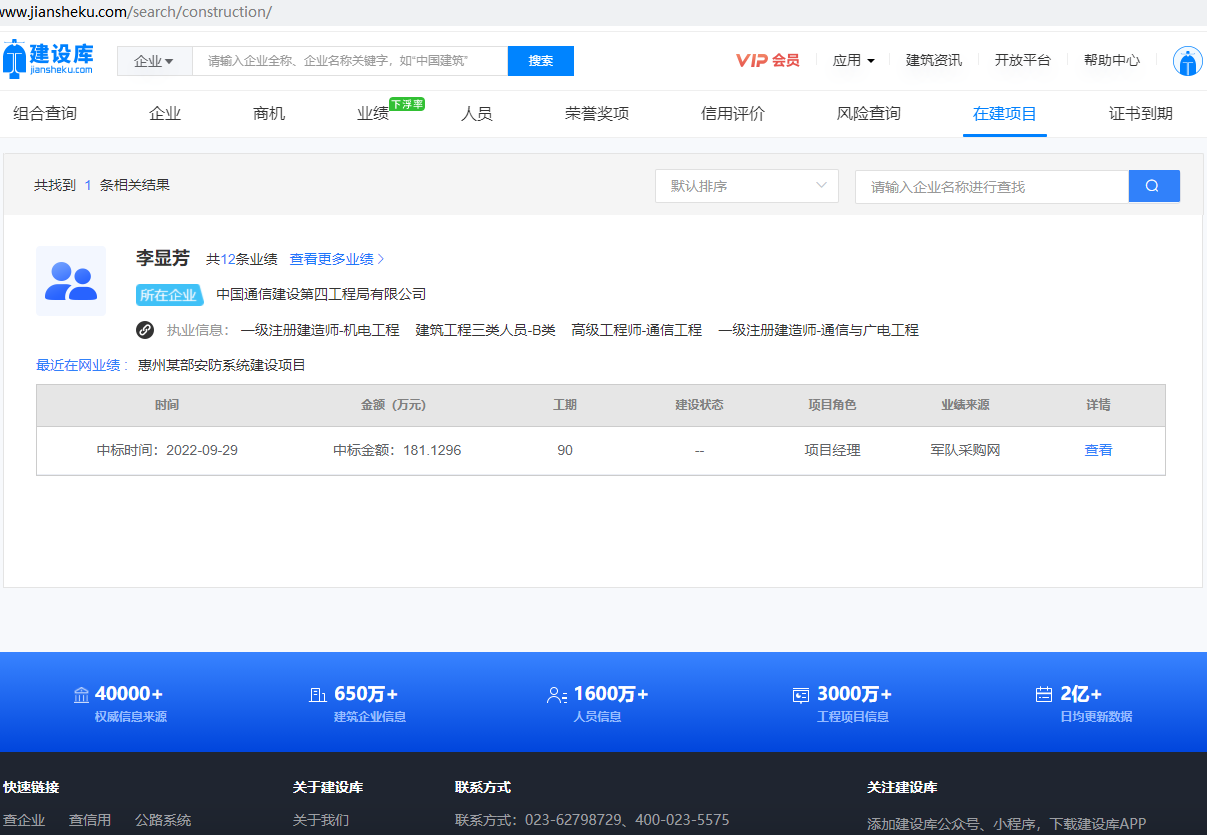 www.jiansheku.com/search/construction/
建设库 jiansheku.com 企业 请输入企业全称、企业名称关键字，如“中国建筑” 搜索 VIP 会员 应用 建筑资讯 开放平台 帮助中心
组合查询 企业 商机 业绩 下浮率 人员 荣誉奖项 信用评价 风险查询 在建项目 证书到期
共找到 1 条相关结果 默认排序 请输入企业名称进行查找
李显芳 共12条业绩 查看更多业绩
所在企业 中国通信建设第四工程局有限公司
执业信息： 一级注册建造师-机电工程 建筑工程三类人员-B类 高级工程师-通信工程 一级注册建造师-通信与广电工程
最近在网业绩： 惠州某部安防系统建设项目
时间 金额（万元） 工期 建设状态 项目角色 业绩来源 详情
中标时间：2022-09-29 中标金额：181.1296 90 -- 项目经理 军队采购网 查看
40000+ 650万+ 1600万+ 3000万+ 2亿+
权威信息来源 建筑企业信息 人员信息 工程项目信息 日均更新数据
快速链接 关于建设库 联系方式 关注建设库
查企业 查信用 公路系统 关于我们 联系方式：023-62798729、400-023-5575 添加建设库公众号、小程序，下载建设库APP